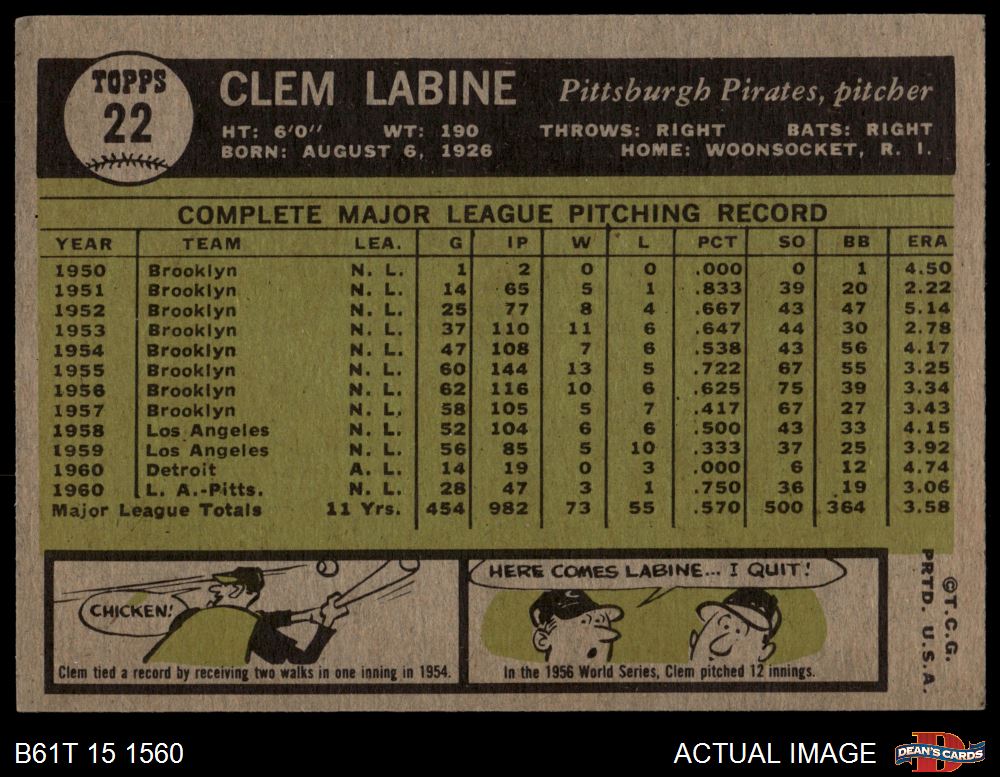 TOPPS
22
CLEM LABINE Pittsburgh Pirates, pitcher
HT: 6'0" WT: 190 THROWS: RIGHT BATS: RIGHT
BORN: AUGUST 6, 1926 HOME: WOONSOCKET, R. I.
COMPLETE MAJOR LEAGUE PITCHING RECORD
YEAR TEAM LEA. G IP W L PCT SO BB ERA
1950 Brooklyn N. L. 1 2 0 0 .000 0 1 4.50
1951 Brooklyn N. L. 14 65 5 1 .833 39 20 2.22
1952 Brooklyn N. L. 25 77 8 4 .667 43 47 5.14
1953 Brooklyn N. L. 37 110 11 6 .647 44 30 2.78
1954 Brooklyn N. L. 47 108 7 6 .538 43 56 4.17
1955 Brooklyn N. L. 60 144 13 5 .722 67 55 3.25
1956 Brooklyn N. L. 62 116 10 6 .625 75 39 3.34
1957 Brooklyn N. L. 58 105 5 7 .417 67 27 3.43
1958 Los Angeles N. L. 52 104 6 6 .500 43 33 4.15
1959 Los Angeles N. L. 56 85 5 10 .333 37 25 3.92
1960 Detroit A. L. 14 19 0 3 .000 6 12 4.74
1960 L. A.-Pitts. N. L. 28 47 3 1 .750 36 19 3.06
Major League Totals 11 Yrs. 454 982 73 55 .570 500 364 3.58
CHICKEN!
Clem tied a record by receiving two walks in one inning in 1954.
HERE COMES LABINE... I QUIT!
In the 1956 World Series, Clem pitched 12 innings.
©T.C.G.
PRTD. U.S.A.
B61T 15 1560 ACTUAL IMAGE
D
DEAN'S CARDS